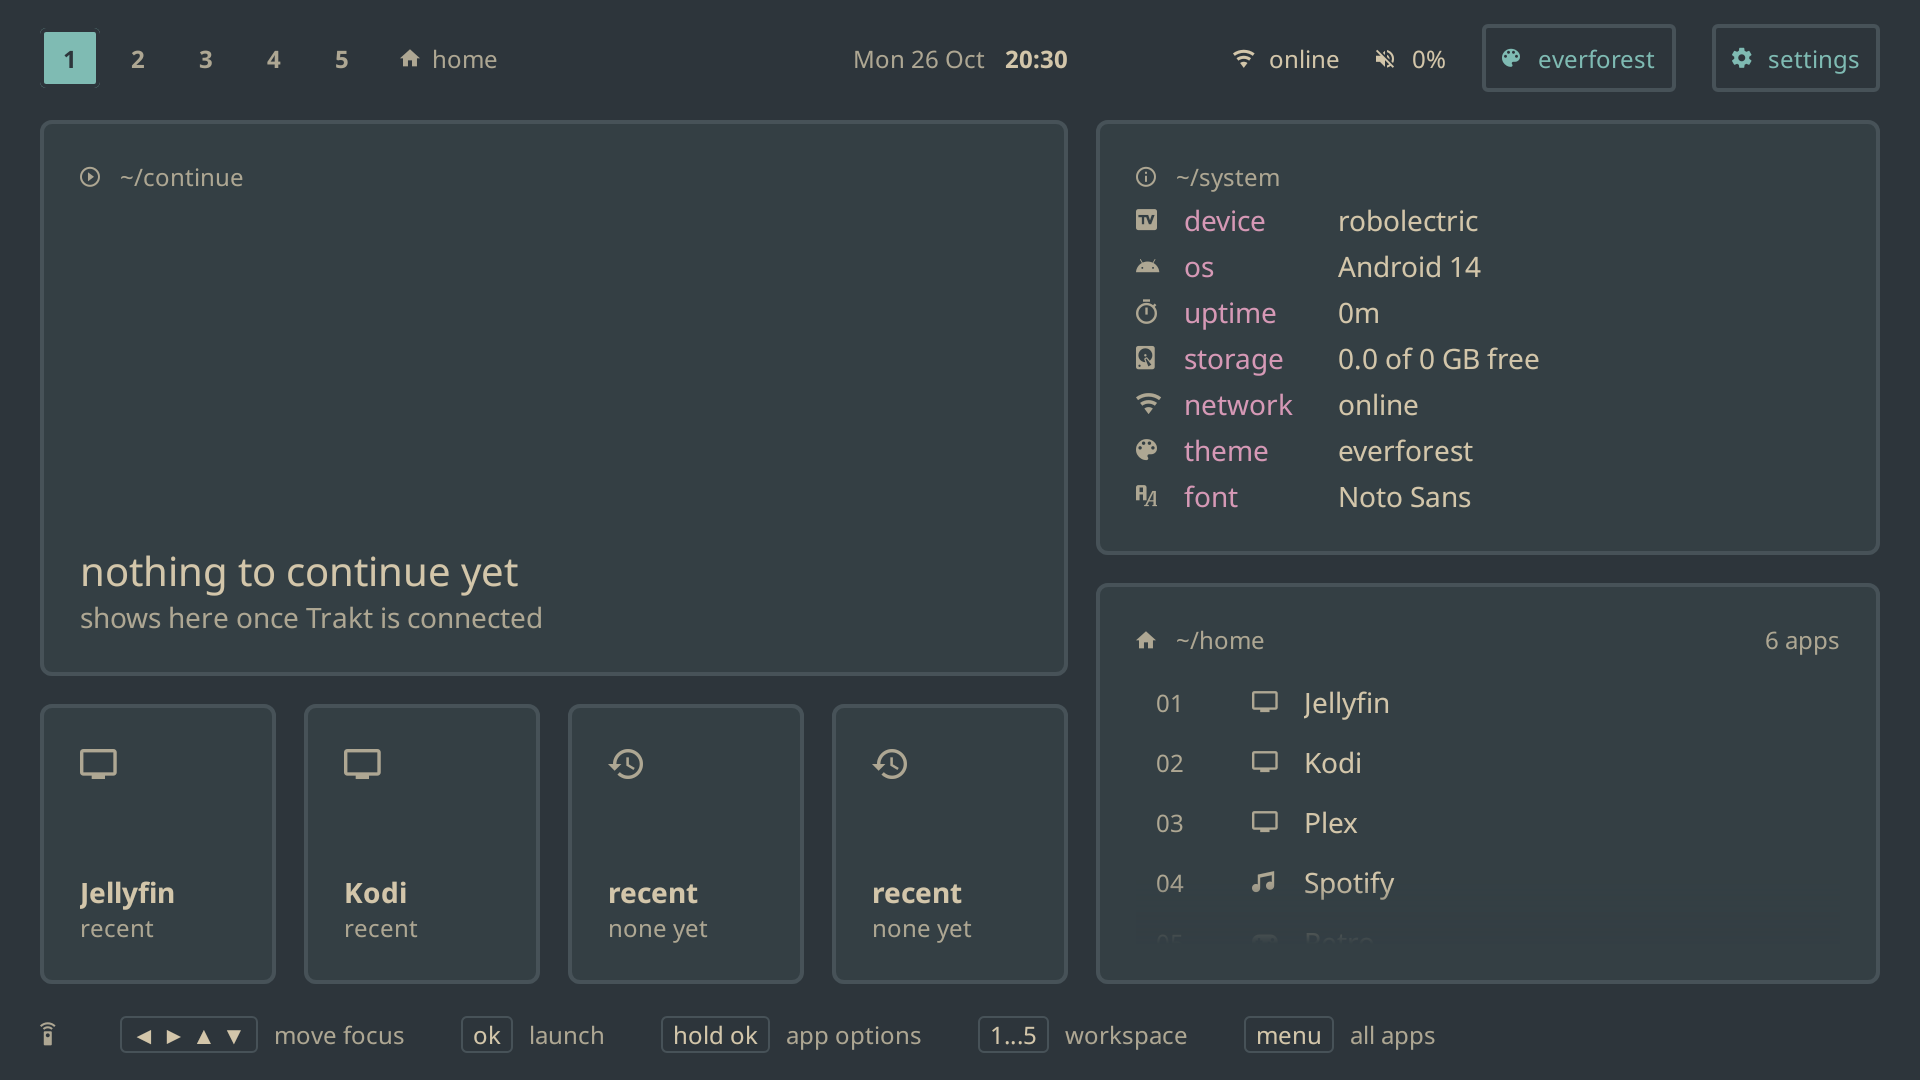 1 2 3 4 5 home
Mon 26 Oct 20:30
online 0% everforest settings
~/continue
nothing to continue yet
shows here once Trakt is connected
Jellyfin
recent
Kodi
recent
recent
none yet
recent
none yet
~/system
device robolectric
os Android 14
uptime 0m
storage 0.0 of 0 GB free
network online
theme everforest
font Noto Sans
~/home 6 apps
01 Jellyfin
02 Kodi
03 Plex
04 Spotify
05 Retro
◀ ▶ ▲ ▼ move focus ok launch hold ok app options 1...5 workspace menu all apps